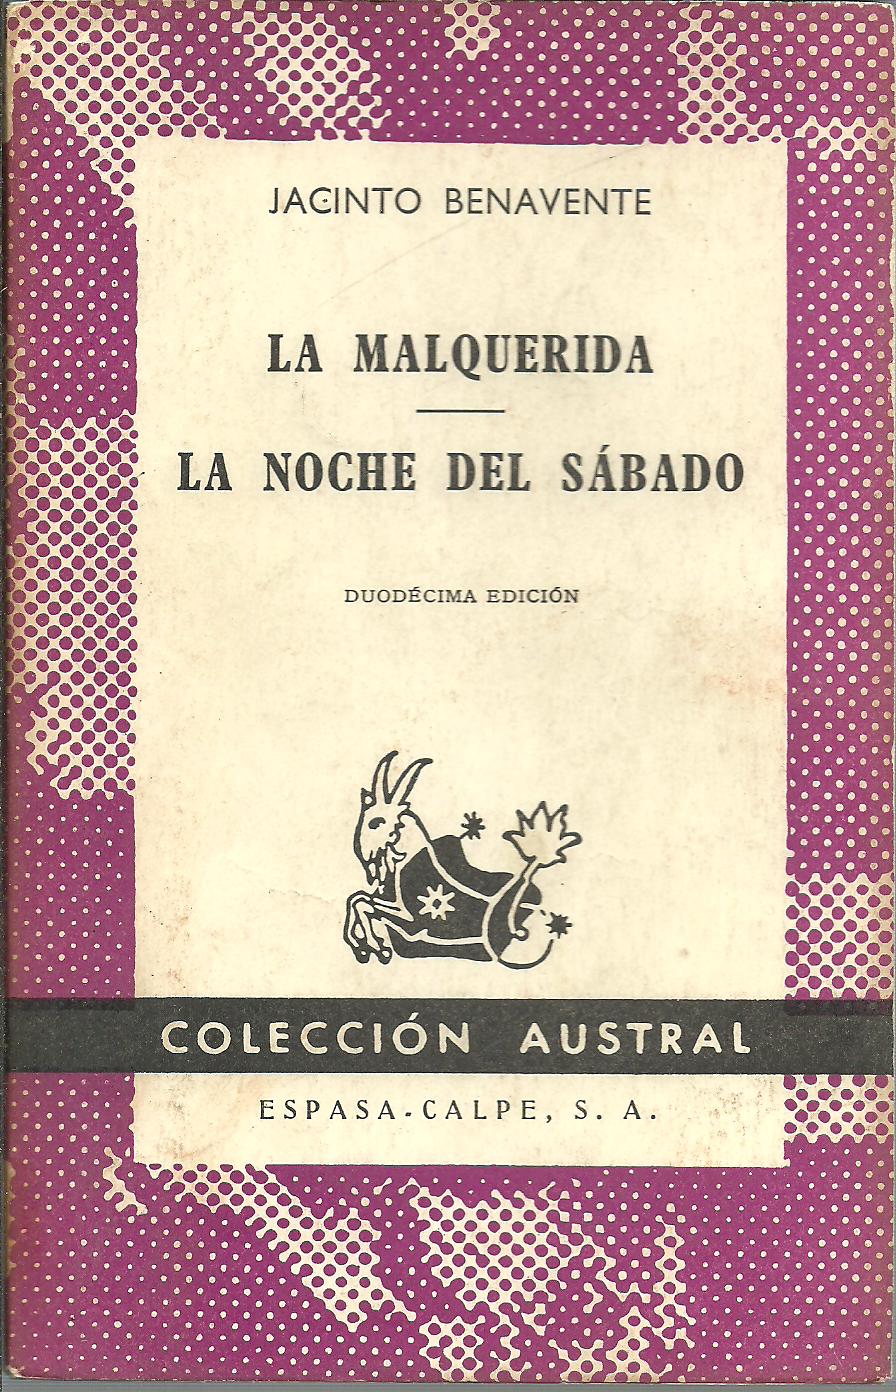 JACINTO BENAVENTE
LA MALQUERIDA
LA NOCHE DEL SÁBADO
DUODÉCIMA EDICIÓN
COLECCIÓN AUSTRAL
ESPASA-CALPE, S. A.